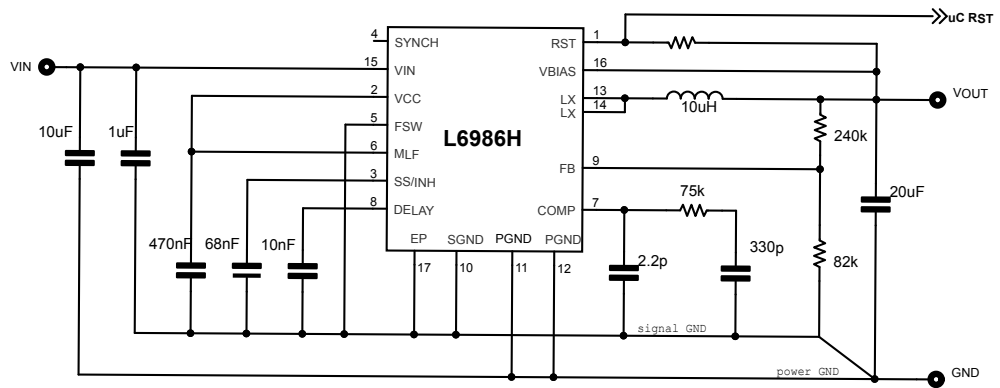 uC RST
4
SYNCH
RST
1
VIN
15
VIN
VBIAS
16
2
VCC
LX
13
VOUT
LX
14
10uH
10uF
1uF
5
FSW
L6986H
240k
6
MLF
FB
9
3
SS/INH
75k
20uF
8
DELAY
COMP
7
470nF
68nF
10nF
EP
SGND
PGND
PGND
17
10
11
12
2.2p
330p
82k
signal GND
power GND
GND